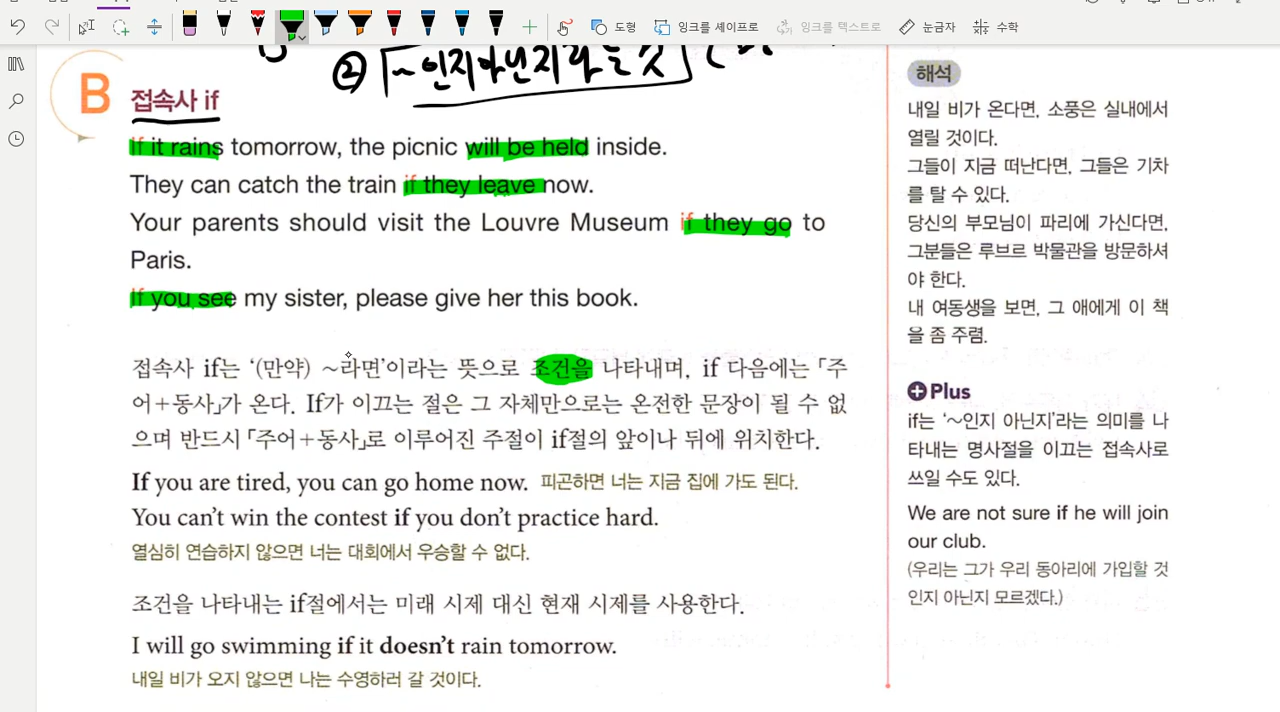 도형
잉크를 셰이프로
잉크를 텍스트로
눈금자
수학
② ~인지 아닌지라는 것
B 접속사 if
If it rains tomorrow, the picnic will be held inside.
They can catch the train if they leave now.
Your parents should visit the Louvre Museum if they go to
Paris.
If you see my sister, please give her this book.
접속사 if는 ‘(만약) ~라면’이라는 뜻으로 조건을 나타내며, if 다음에는 「주
어+동사」가 온다. If가 이끄는 절은 그 자체만으로는 온전한 문장이 될 수 없
으며 반드시 「주어+동사」로 이루어진 주절이 if절의 앞이나 뒤에 위치한다.
If you are tired, you can go home now. 피곤하면 너는 지금 집에 가도 된다.
You can’t win the contest if you don’t practice hard.
열심히 연습하지 않으면 너는 대회에서 우승할 수 없다.
조건을 나타내는 if절에서는 미래 시제 대신 현재 시제를 사용한다.
I will go swimming if it doesn’t rain tomorrow.
내일 비가 오지 않으면 나는 수영하러 갈 것이다.
해석
내일 비가 온다면, 소풍은 실내에서
열릴 것이다.
그들이 지금 떠난다면, 그들은 기차
를 탈 수 있다.
당신의 부모님이 파리에 가신다면,
그분들은 루브르 박물관을 방문하셔
야 한다.
내 여동생을 보면, 그 애에게 이 책
을 좀 주렴.
Plus
if는 ‘~인지 아닌지’라는 의미를 나
타내는 명사절을 이끄는 접속사로
쓰일 수도 있다.
We are not sure if he will join
our club.
(우리는 그가 우리 동아리에 가입할 것
인지 아닌지 모르겠다.)